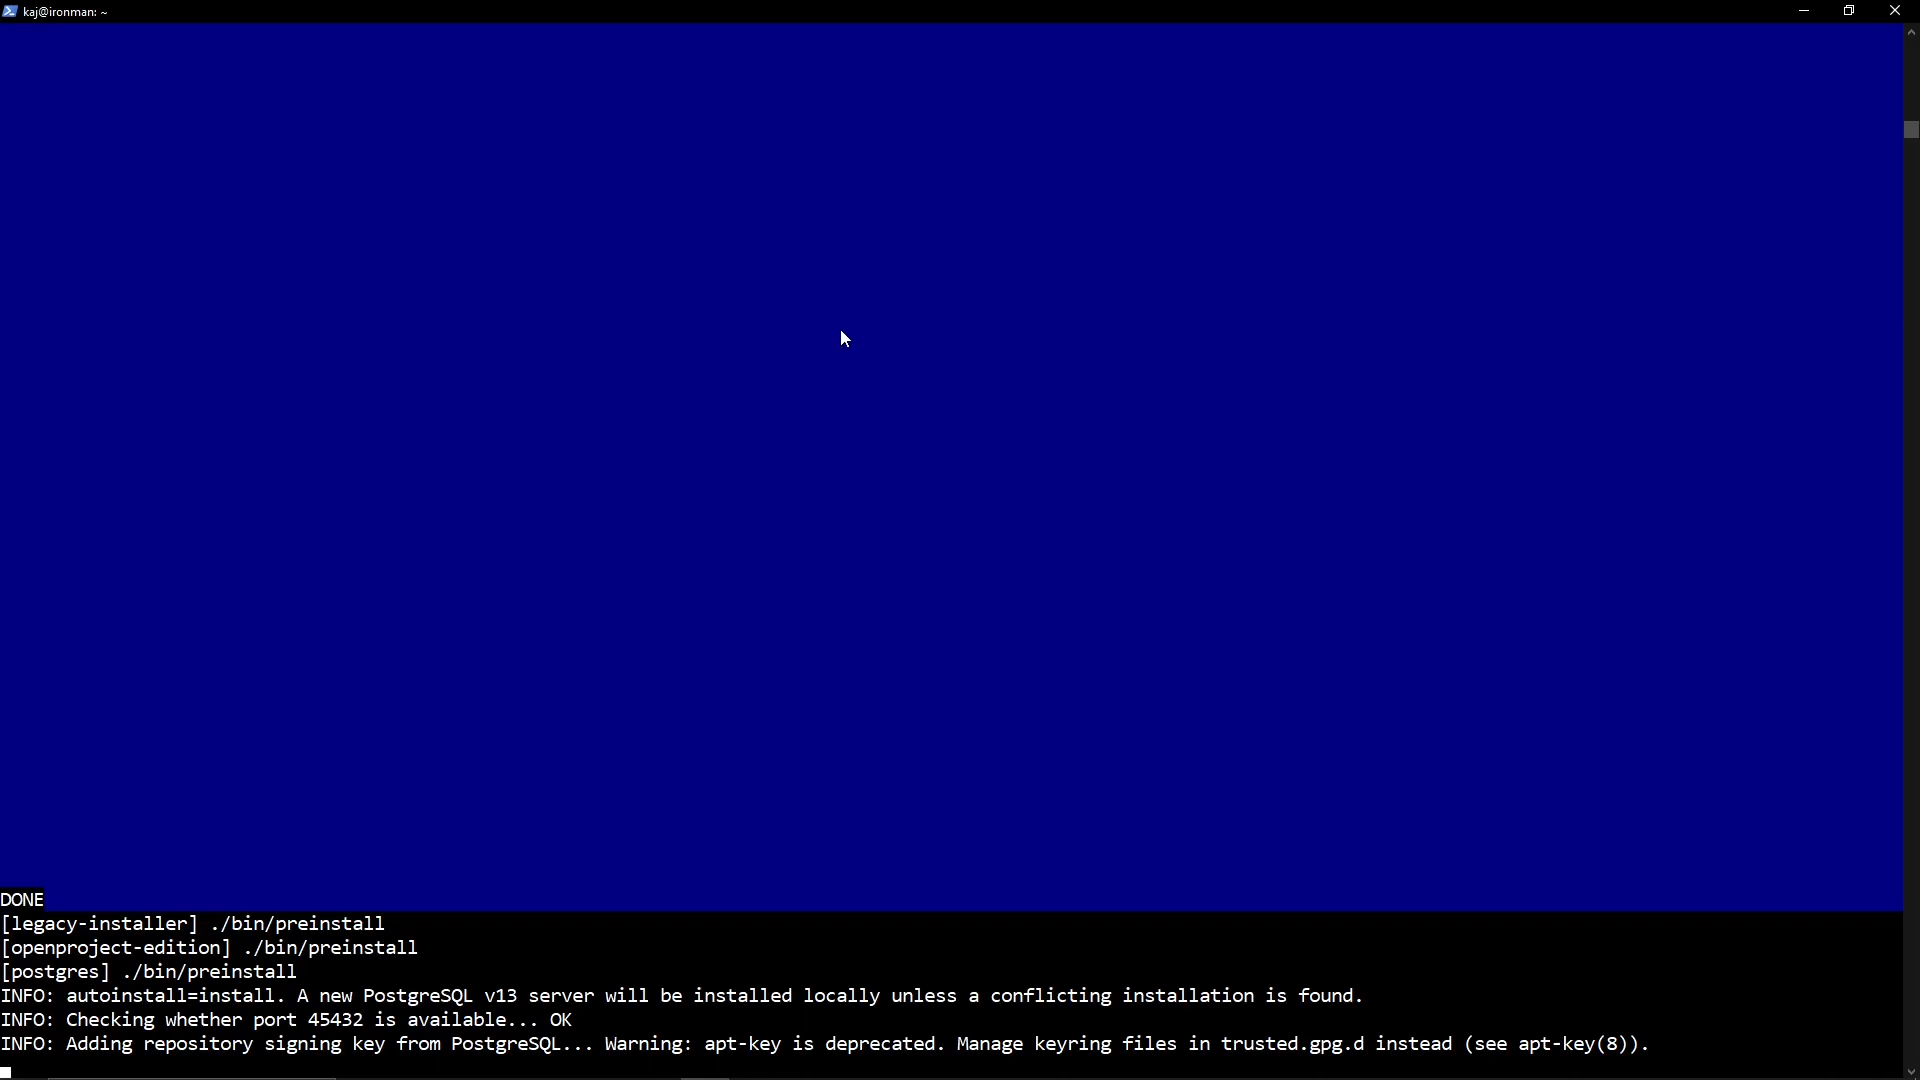 kaj@ironman: ~
DONE
[legacy-installer] ./bin/preinstall
[openproject-edition] ./bin/preinstall
[postgres] ./bin/preinstall
INFO: autoinstall=install. A new PostgreSQL v13 server will be installed locally unless a conflicting installation is found.
INFO: Checking whether port 45432 is available... OK
INFO: Adding repository signing key from PostgreSQL... Warning: apt-key is deprecated. Manage keyring files in trusted.gpg.d instead (see apt-key(8)).